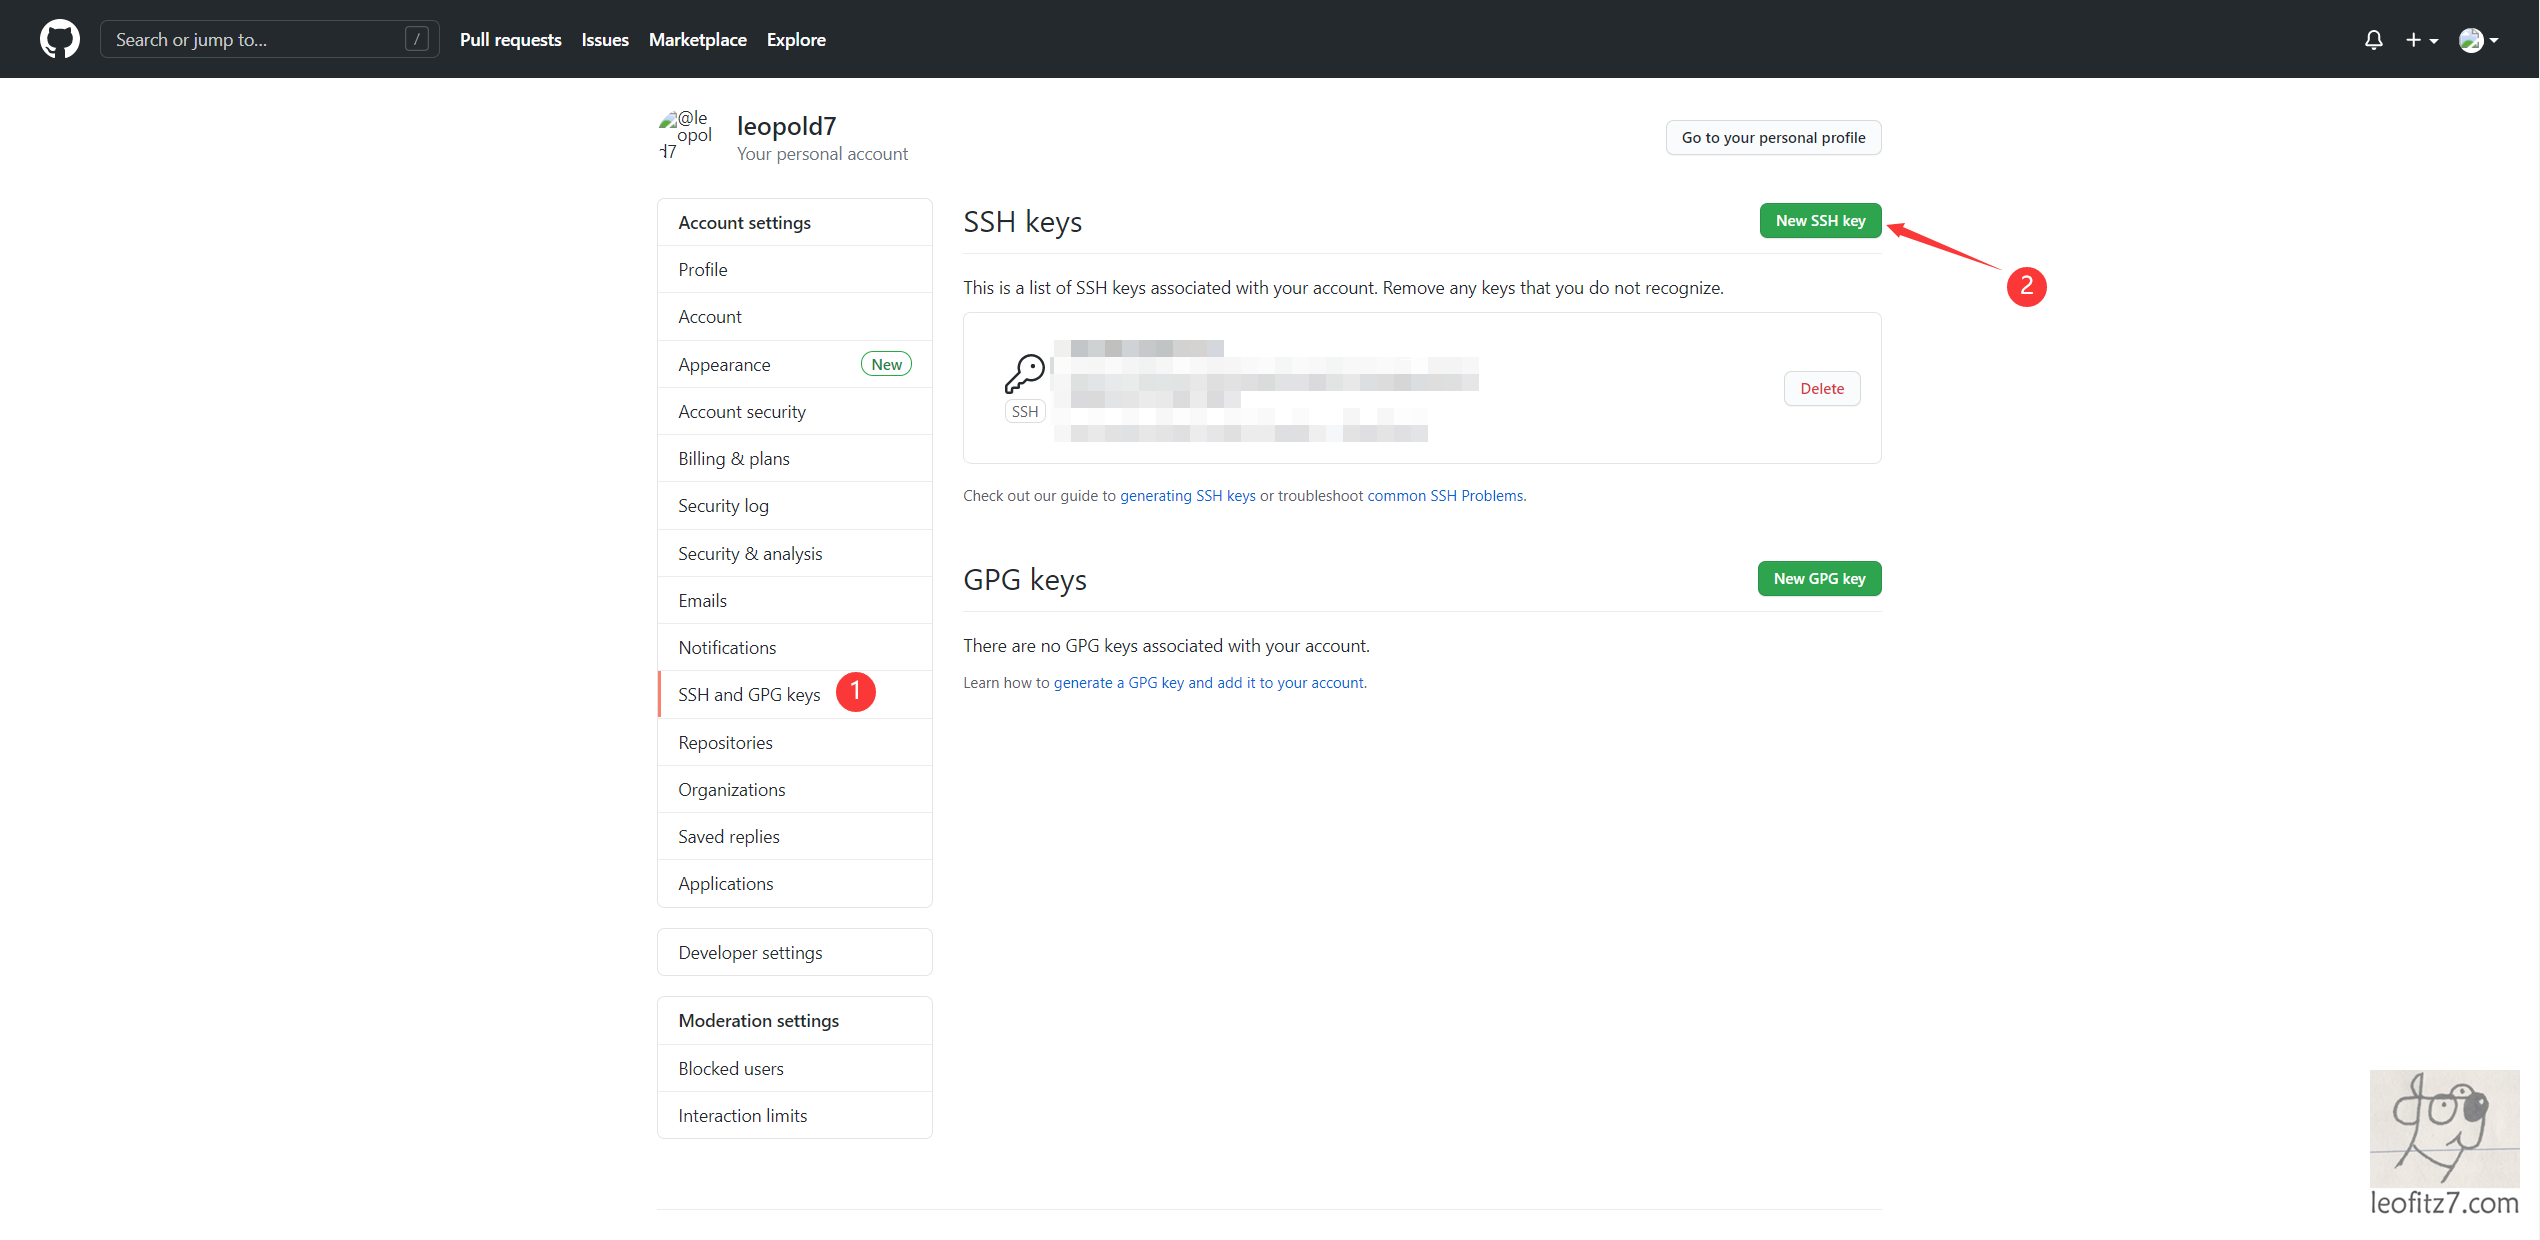 Search or jump to...
/
Pull requests
Issues
Marketplace
Explore
@leopold7
leopold7
Your personal account
Go to your personal profile
Account settings
Profile
Account
Appearance
New
Account security
Billing & plans
Security log
Security & analysis
Emails
Notifications
SSH and GPG keys
1
Repositories
Organizations
Saved replies
Applications
Developer settings
Moderation settings
Blocked users
Interaction limits
SSH keys
New SSH key
2
This is a list of SSH keys associated with your account. Remove any keys that you do not recognize.
SSH
Delete
Check out our guide to generating SSH keys or troubleshoot common SSH Problems.
GPG keys
New GPG key
There are no GPG keys associated with your account.
Learn how to generate a GPG key and add it to your account.
leofitz7.com